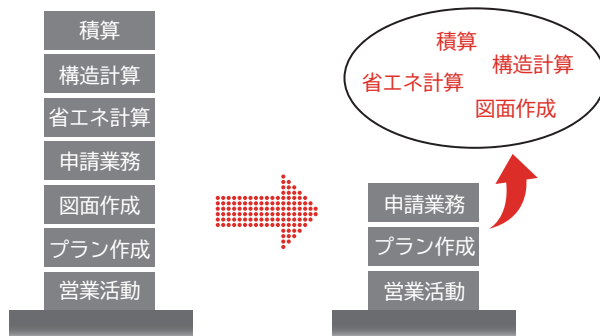 積算
構造計算
省エネ計算
申請業務
図面作成
プラン作成
営業活動
積算
構造計算
省エネ計算
図面作成
申請業務
プラン作成
営業活動